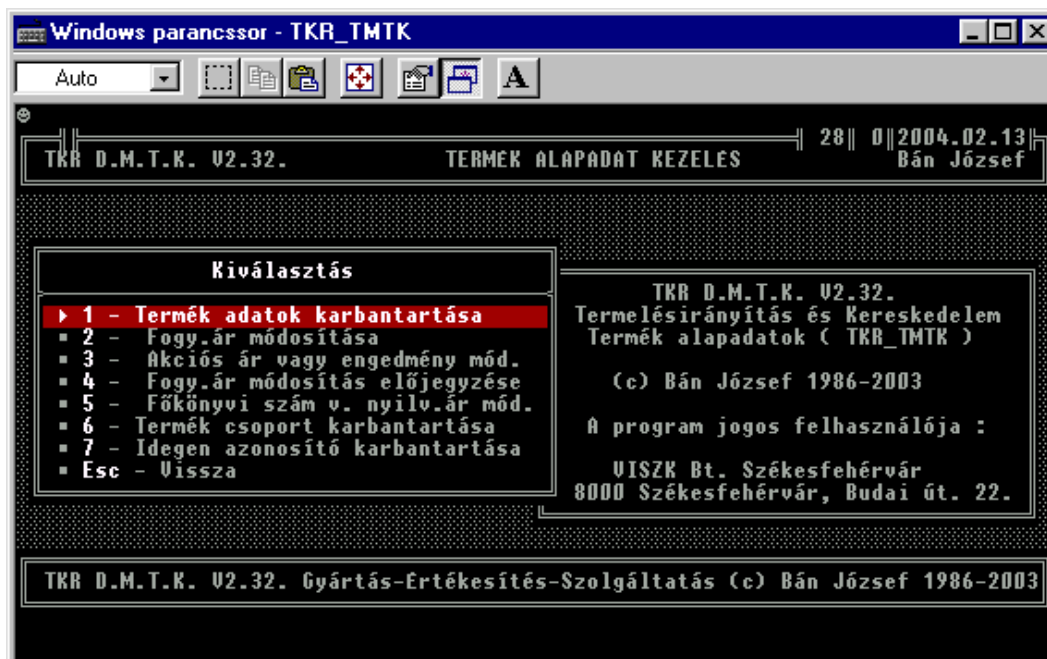 Windows parancssor - TKR_TMTK
Auto
A
28 0 2004.02.13
TKR D.M.T.K. V2.32. TERMÉK ALAPADAT KEZELÉS Bán József
Kiválasztás
1 - Termék adatok karbantartása
2 - Fogy.ár módosítása
3 - Akciós ár vagy engedmény mód.
4 - Fogy.ár módosítás előjegyzése
5 - Főkönyvi szám v. nyilv.ár mód.
6 - Termék csoport karbantartása
7 - Idegen azonosító karbantartása
Esc - Vissza
TKR D.M.T.K. V2.32.
Termelésirányítás és Kereskedelem
Termék alapadatok ( TKR_TMTK )
(c) Bán József 1986-2003
A program jogos felhasználója :
VISZK Bt. Székesfehérvár
8000 Székesfehérvár, Budai út. 22.
TKR D.M.T.K. V2.32. Gyártás-Értékesítés-Szolgáltatás (c) Bán József 1986-2003